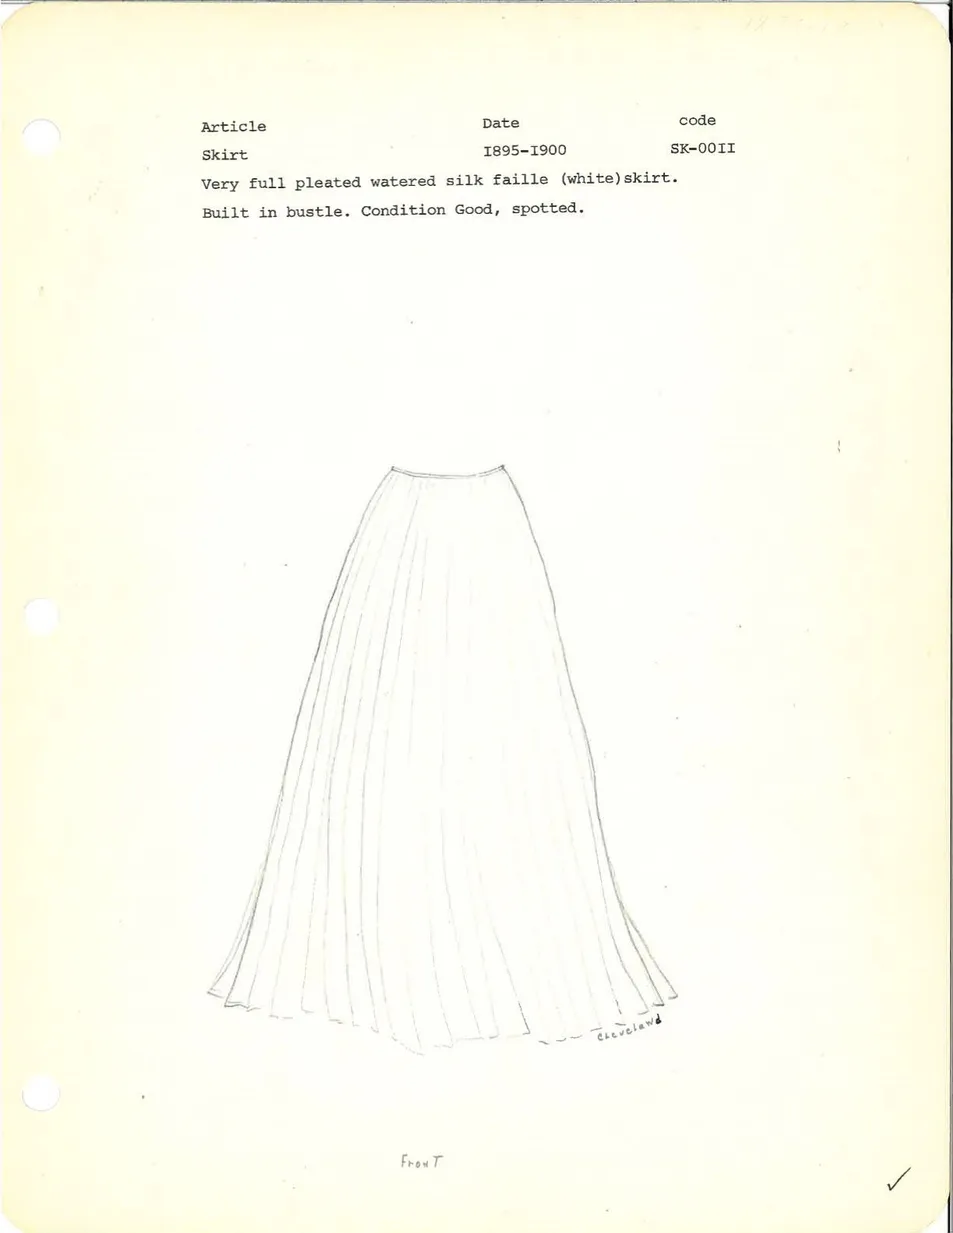 Article Date code
Skirt I895-I900 SK-OOII
Very full pleated watered silk faille (white)skirt.
Built in bustle. Condition Good, spotted.
Cleveland
FronT